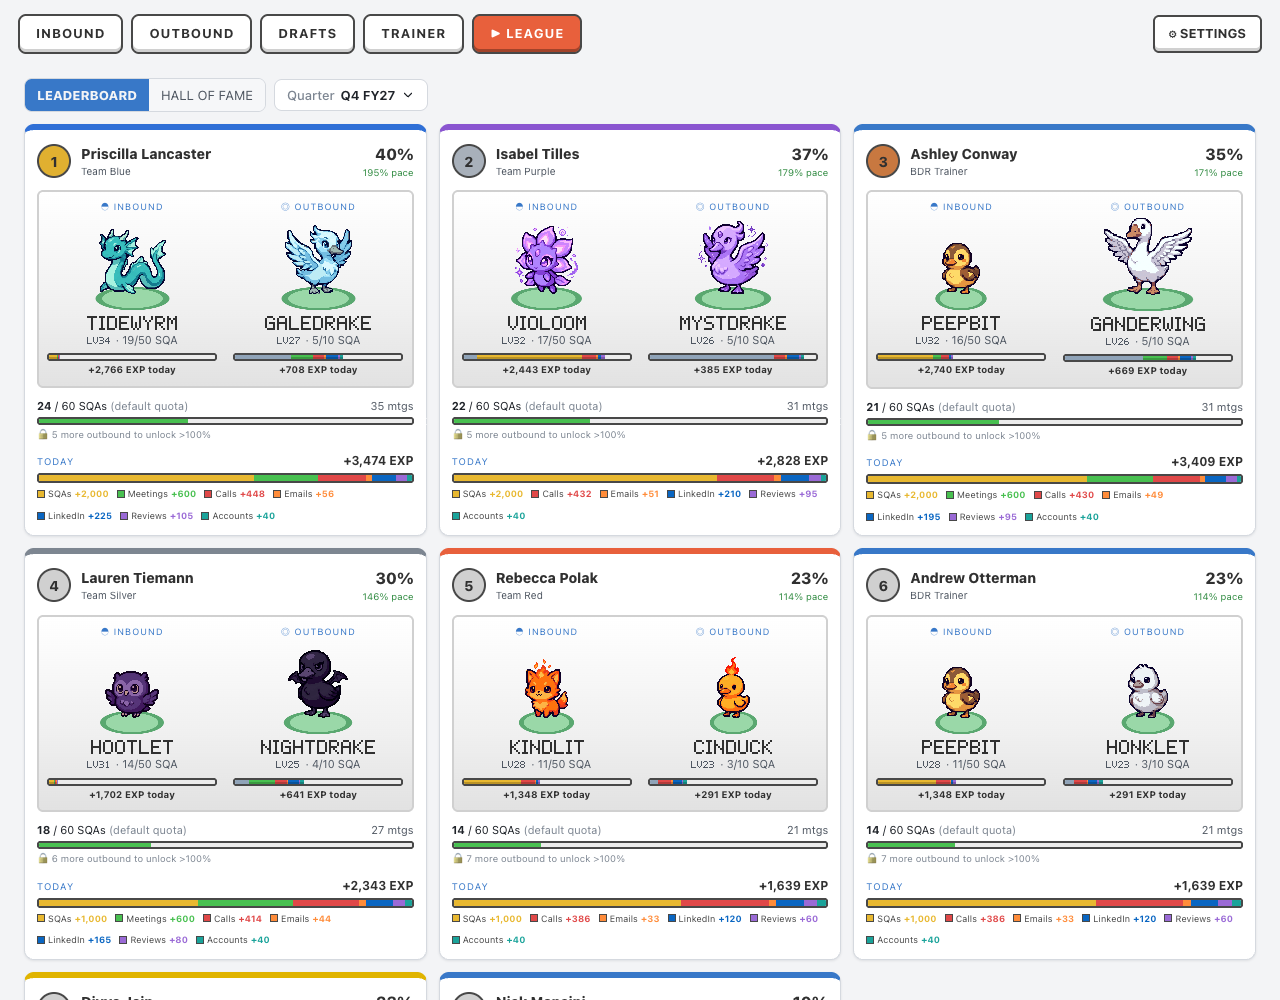 INBOUND
OUTBOUND
DRAFTS
TRAINER
▶ LEAGUE
⚙ SETTINGS
LEADERBOARD
HALL OF FAME
Quarter Q4 FY27
1
Priscilla Lancaster
Team Blue
40%
195% pace
INBOUND
OUTBOUND
TIDEWYRM
LV34 · 19/50 SQA
+2,766 EXP today
GALEDRAKE
LV27 · 5/10 SQA
+708 EXP today
24 / 60 SQAs (default quota)
35 mtgs
5 more outbound to unlock >100%
TODAY
+3,474 EXP
SQAs +2,000 Meetings +600 Calls +448 Emails +56
LinkedIn +225 Reviews +105 Accounts +40
2
Isabel Tilles
Team Purple
37%
179% pace
INBOUND
OUTBOUND
VIOLOOM
LV32 · 17/50 SQA
+2,443 EXP today
MYSTDRAKE
LV26 · 5/10 SQA
+385 EXP today
22 / 60 SQAs (default quota)
31 mtgs
5 more outbound to unlock >100%
TODAY
+2,828 EXP
SQAs +2,000 Calls +432 Emails +51 LinkedIn +210 Reviews +95
Accounts +40
3
Ashley Conway
BDR Trainer
35%
171% pace
INBOUND
OUTBOUND
PEEPBIT
LV32 · 16/50 SQA
+2,740 EXP today
GANDERWING
LV26 · 5/10 SQA
+669 EXP today
21 / 60 SQAs (default quota)
31 mtgs
5 more outbound to unlock >100%
TODAY
+3,409 EXP
SQAs +2,000 Meetings +600 Calls +430 Emails +49
LinkedIn +195 Reviews +95 Accounts +40
4
Lauren Tiemann
Team Silver
30%
146% pace
INBOUND
OUTBOUND
HOOTLET
LV31 · 14/50 SQA
+1,702 EXP today
NIGHTDRAKE
LV25 · 4/10 SQA
+641 EXP today
18 / 60 SQAs (default quota)
27 mtgs
6 more outbound to unlock >100%
TODAY
+2,343 EXP
SQAs +1,000 Meetings +600 Calls +414 Emails +44
LinkedIn +165 Reviews +80 Accounts +40
5
Rebecca Polak
Team Red
23%
114% pace
INBOUND
OUTBOUND
KINDLIT
LV28 · 11/50 SQA
+1,348 EXP today
CINDUCK
LV23 · 3/10 SQA
+291 EXP today
14 / 60 SQAs (default quota)
21 mtgs
7 more outbound to unlock >100%
TODAY
+1,639 EXP
SQAs +1,000 Calls +386 Emails +33 LinkedIn +120 Reviews +60
Accounts +40
6
Andrew Otterman
BDR Trainer
23%
114% pace
INBOUND
OUTBOUND
PEEPBIT
LV28 · 11/50 SQA
+1,348 EXP today
HONKLET
LV23 · 3/10 SQA
+291 EXP today
14 / 60 SQAs (default quota)
21 mtgs
7 more outbound to unlock >100%
TODAY
+1,639 EXP
SQAs +1,000 Calls +386 Emails +33 LinkedIn +120 Reviews +60
Accounts +40